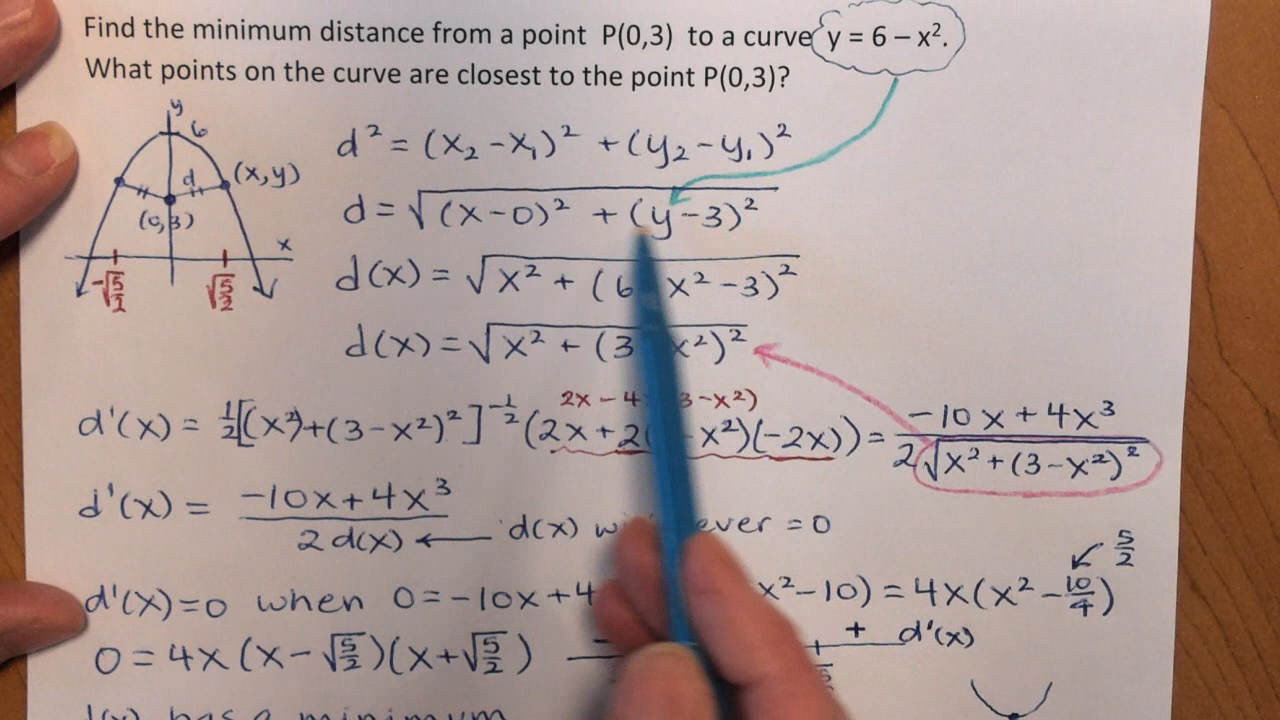 Find the minimum distance from a point P(0,3) to a curve y = 6 – x².
What points on the curve are closest to the point P(0,3)?
y
6
d
(x,y)
(0,3)
x
-√5/2
√5/2
d² = (x₂ - x₁)² + (y₂ - y₁)²
d = √(x-0)² + (y-3)²
d(x) = √x² + (6 x² - 3)²
d(x) = √x² + (3 x²)²
2x - 4 3-x²)
d'(x) = ½[(x²)+(3-x²)²]^-½ (2x+2( -x²)(-2x)) = -10x+4x³ / 2√x²+(3-x²)²
d'(x) = -10x+4x³ / 2d(x) ← d(x) w ever = 0
5/2
d'(x)=0 when 0=-10x+4 x²-10) = 4x(x²-10/4)
0 = 4x(x-√5/2)(x+√5/2) - + d'(x)
has a minimum